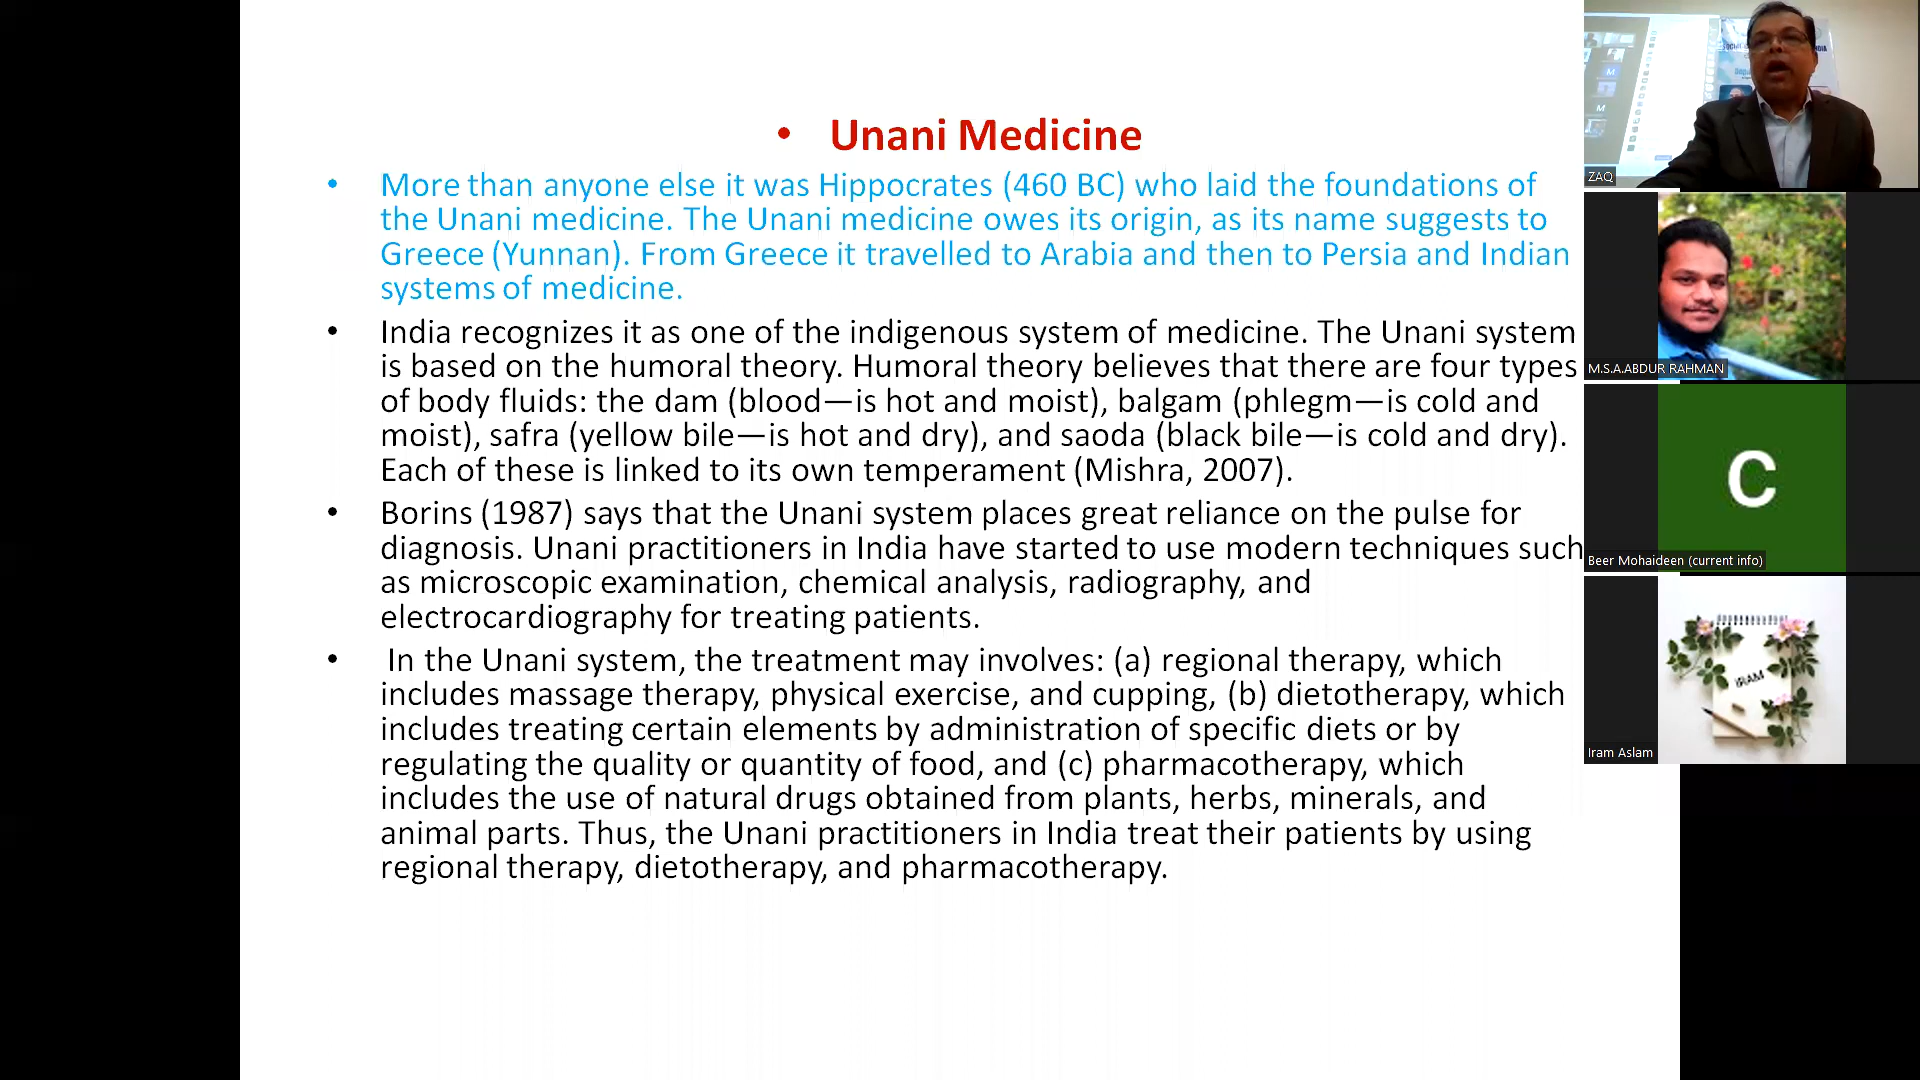 • Unani Medicine
• More than anyone else it was Hippocrates (460 BC) who laid the foundations of
the Unani medicine. The Unani medicine owes its origin, as its name suggests to
Greece (Yunnan). From Greece it travelled to Arabia and then to Persia and Indian
systems of medicine.
• India recognizes it as one of the indigenous system of medicine. The Unani system
is based on the humoral theory. Humoral theory believes that there are four types
of body fluids: the dam (blood—is hot and moist), balgam (phlegm—is cold and
moist), safra (yellow bile—is hot and dry), and saoda (black bile—is cold and dry).
Each of these is linked to its own temperament (Mishra, 2007).
• Borins (1987) says that the Unani system places great reliance on the pulse for
diagnosis. Unani practitioners in India have started to use modern techniques such
as microscopic examination, chemical analysis, radiography, and
electrocardiography for treating patients.
• In the Unani system, the treatment may involves: (a) regional therapy, which
includes massage therapy, physical exercise, and cupping, (b) dietotherapy, which
includes treating certain elements by administration of specific diets or by
regulating the quality or quantity of food, and (c) pharmacotherapy, which
includes the use of natural drugs obtained from plants, herbs, minerals, and
animal parts. Thus, the Unani practitioners in India treat their patients by using
regional therapy, dietotherapy, and pharmacotherapy.
M
M
ZAQ
M.S.A.ABDUR RAHMAN
C
Beer Mohaideen (current info)
IRAM
Iram Aslam